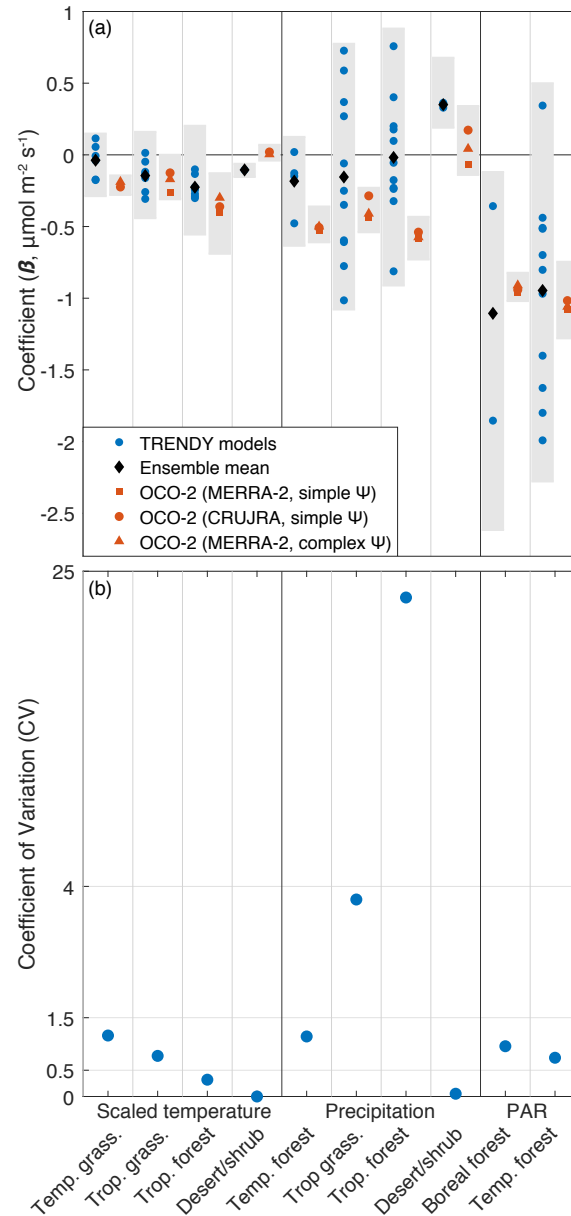 (a)
1
0.5
0
-0.5
-1
-1.5
-2
-2.5
Coefficient (ß, μmol m⁻² s⁻¹)
TRENDY models
Ensemble mean
OCO-2 (MERRA-2, simple Ψ)
OCO-2 (CRUJRA, simple Ψ)
OCO-2 (MERRA-2, complex Ψ)
(b)
25
4
1.5
0.5
0
Coefficient of Variation (CV)
Scaled temperature Precipitation PAR
Temp. grass.
Trop. grass.
Trop. forest
Desert/shrub
Temp. forest
Trop grass.
Trop. forest
Desert/shrub
Boreal forest
Temp. forest